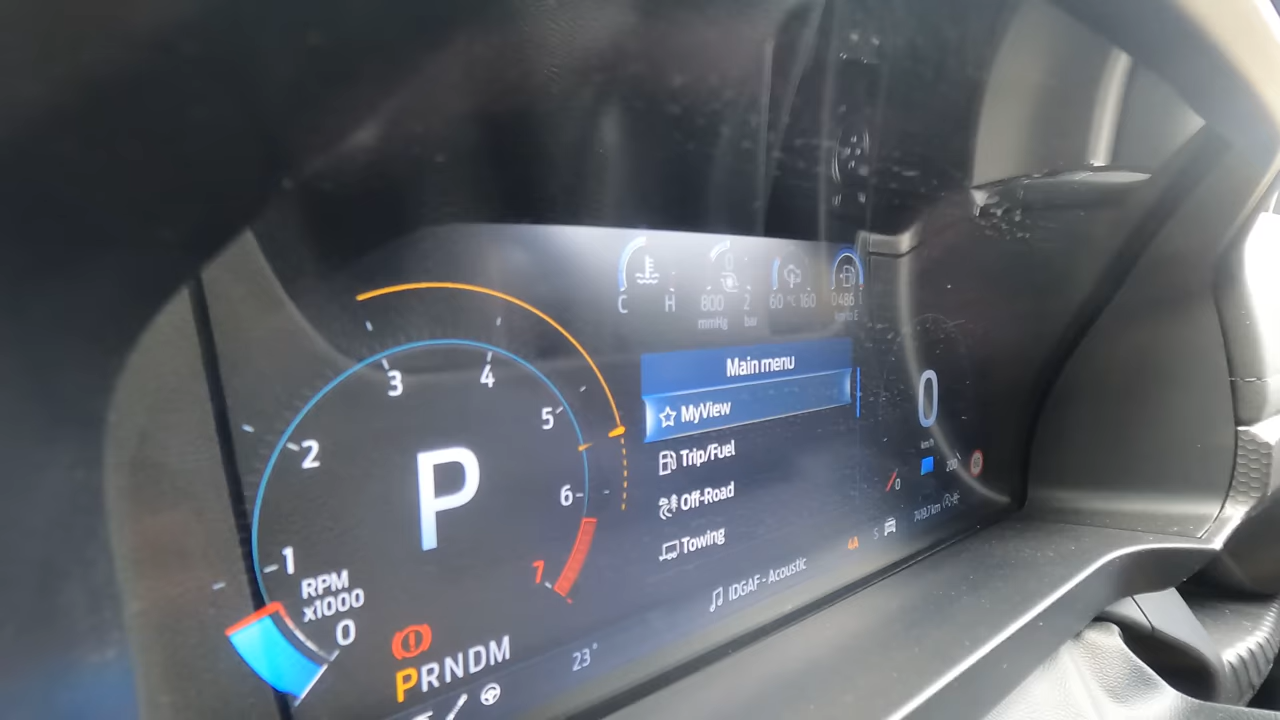 C H
800 2
mmHg bar
60 °C 160
Main menu
MyView
Trip/Fuel
Off-Road
Towing
IDGAF - Acoustic
1
2
3
4
5
6
7
0
RPM
x1000
P
PRNDM
23°
4A
S
0
km/h
0
200